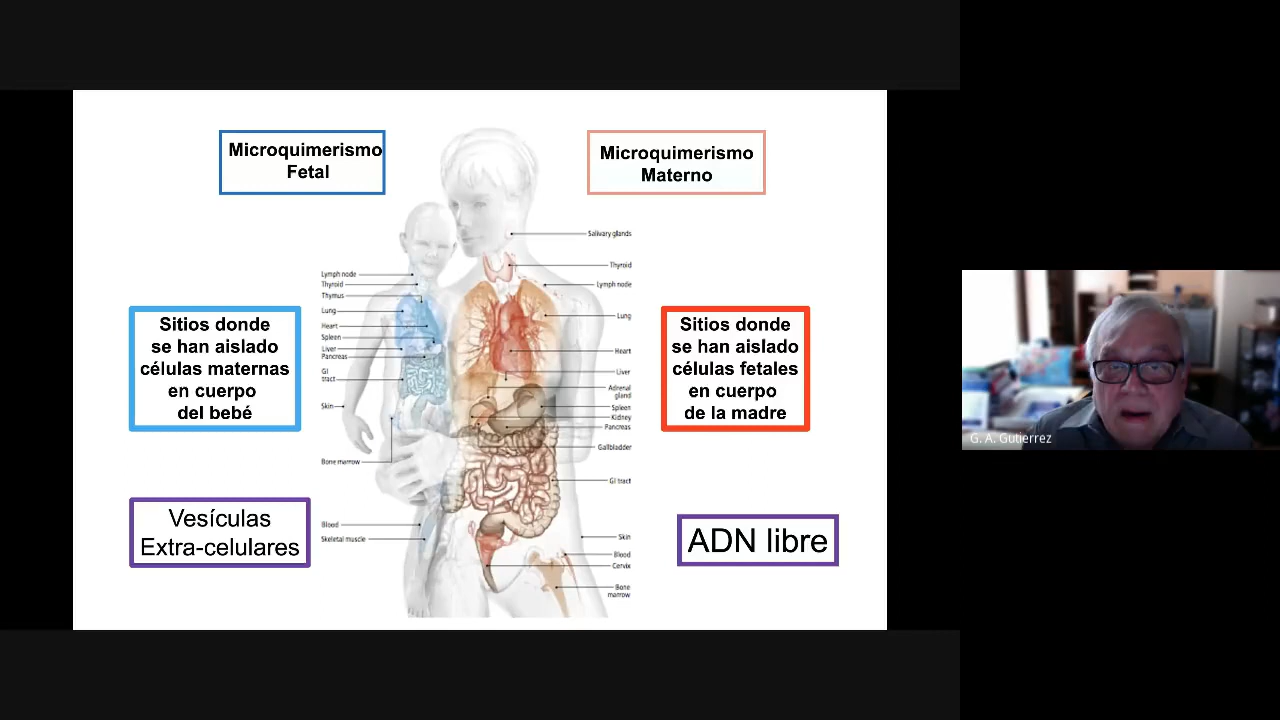 Microquimerismo
Fetal
Microquimerismo
Materno
Sitios donde
se han aislado
células maternas
en cuerpo
del bebé
Vesículas
Extra-celulares
Lymph node
Thyroid
Thymus
Lung
Heart
Spleen
Liver
Pancreas
GI
tract
Skin
Bone marrow
Blood
Skeletal muscle
Salivary glands
Thyroid
Lymph node
Lung
Heart
Liver
Adrenal
gland
Spleen
Kidney
Pancreas
Gallbladder
GI tract
Skin
Blood
Cervix
Bone
marrow
Sitios donde
se han aislado
células fetales
en cuerpo
de la madre
ADN libre
G. A. Gutierrez